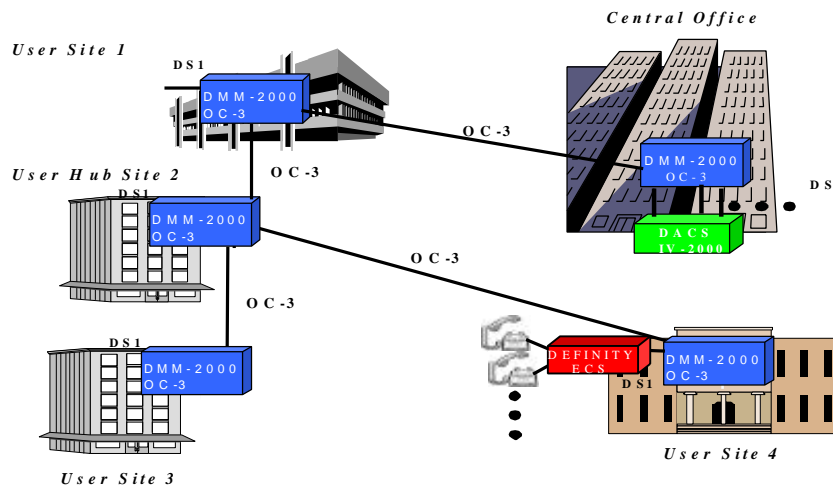 Central Office
User Site 1
DS1
DMM-2000
OC-3
OC-3
DMM-2000
OC-3
OC-3
User Hub Site 2
DS1
DS
DMM-2000
OC-3
DACS
IV-2000
OC-3
OC-3
DS1
DMM-2000
OC-3
DEFINITY
ECS
DS1
DMM-2000
OC-3
User Site 4
User Site 3